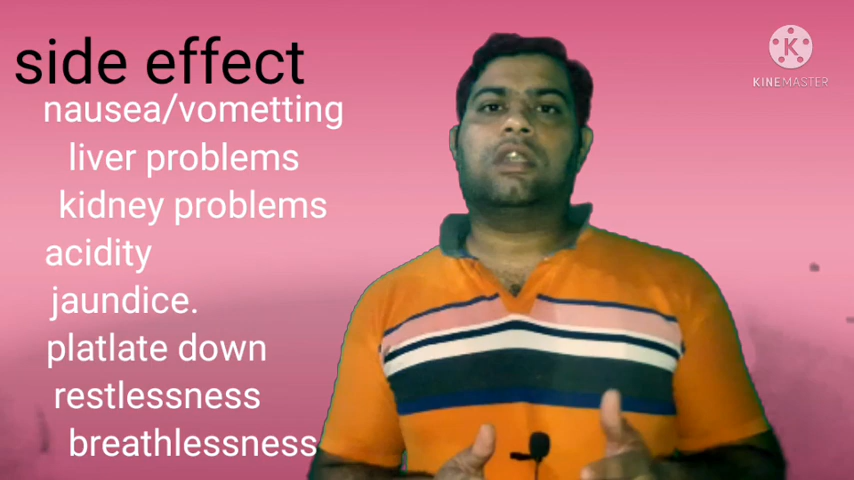 side effect
nausea/vometting
liver problems
kidney problems
acidity
jaundice.
platlate down
restlessness
breathlessness
K
KINEMASTER